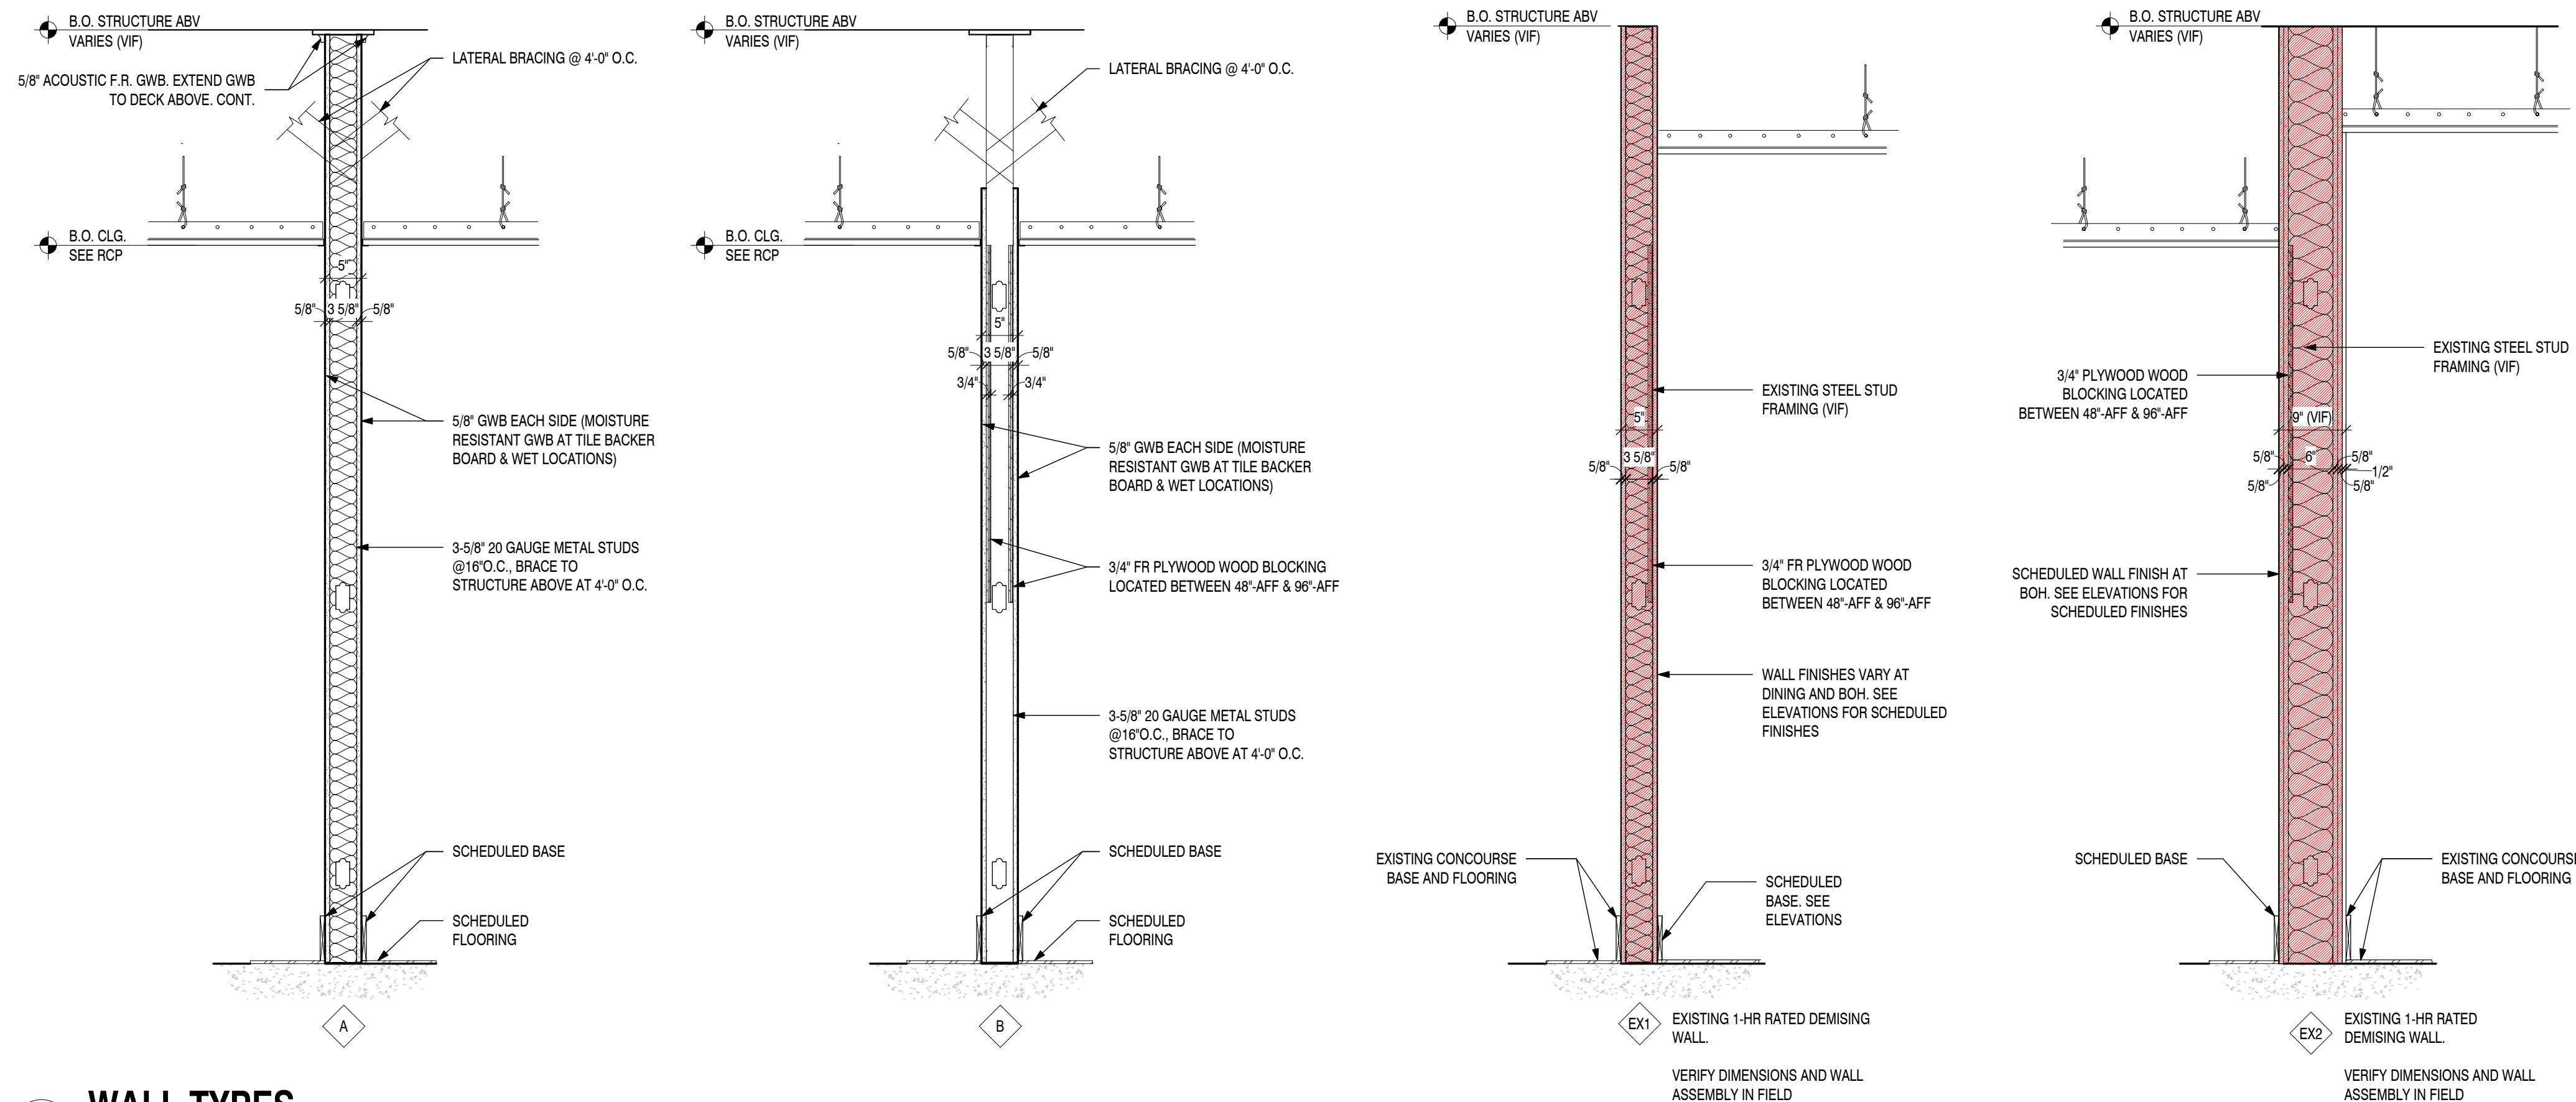 B.O. STRUCTURE ABV
VARIES (VIF)
5/8" ACOUSTIC F.R. GWB. EXTEND GWB
TO DECK ABOVE. CONT.
LATERAL BRACING @ 4'-0" O.C.
B.O. CLG.
SEE RCP
5"
5/8"
3 5/8"
5/8"
5/8" GWB EACH SIDE (MOISTURE
RESISTANT GWB AT TILE BACKER
BOARD & WET LOCATIONS)
3-5/8" 20 GAUGE METAL STUDS
@16"O.C., BRACE TO
STRUCTURE ABOVE AT 4'-0" O.C.
SCHEDULED BASE
SCHEDULED
FLOORING
A
B.O. STRUCTURE ABV
VARIES (VIF)
LATERAL BRACING @ 4'-0" O.C.
B.O. CLG.
SEE RCP
5"
5/8"
3 5/8"
5/8"
3/4"
3/4"
5/8" GWB EACH SIDE (MOISTURE
RESISTANT GWB AT TILE BACKER
BOARD & WET LOCATIONS)
3/4" FR PLYWOOD WOOD BLOCKING
LOCATED BETWEEN 48"-AFF & 96"-AFF
3-5/8" 20 GAUGE METAL STUDS
@16"O.C., BRACE TO
STRUCTURE ABOVE AT 4'-0" O.C.
SCHEDULED BASE
SCHEDULED
FLOORING
B
B.O. STRUCTURE ABV
VARIES (VIF)
EXISTING STEEL STUD
FRAMING (VIF)
5"
5/8"
3 5/8"
5/8"
3/4" FR PLYWOOD WOOD
BLOCKING LOCATED
BETWEEN 48"-AFF & 96"-AFF
WALL FINISHES VARY AT
DINING AND BOH. SEE
ELEVATIONS FOR SCHEDULED
FINISHES
EXISTING CONCOURSE
BASE AND FLOORING
SCHEDULED
BASE. SEE
ELEVATIONS
EX1
EXISTING 1-HR RATED DEMISING
WALL.
VERIFY DIMENSIONS AND WALL
ASSEMBLY IN FIELD
B.O. STRUCTURE ABV
VARIES (VIF)
EXISTING STEEL STUD
FRAMING (VIF)
3/4" PLYWOOD WOOD
BLOCKING LOCATED
BETWEEN 48"-AFF & 96"-AFF
9" (VIF)
5/8"
6"
5/8"
1/2"
5/8"
5/8"
SCHEDULED WALL FINISH AT
BOH. SEE ELEVATIONS FOR
SCHEDULED FINISHES
SCHEDULED BASE
EXISTING CONCOURSE
BASE AND FLOORING
EX2
EXISTING 1-HR RATED
DEMISING WALL.
VERIFY DIMENSIONS AND WALL
ASSEMBLY IN FIELD
WALL TYPES